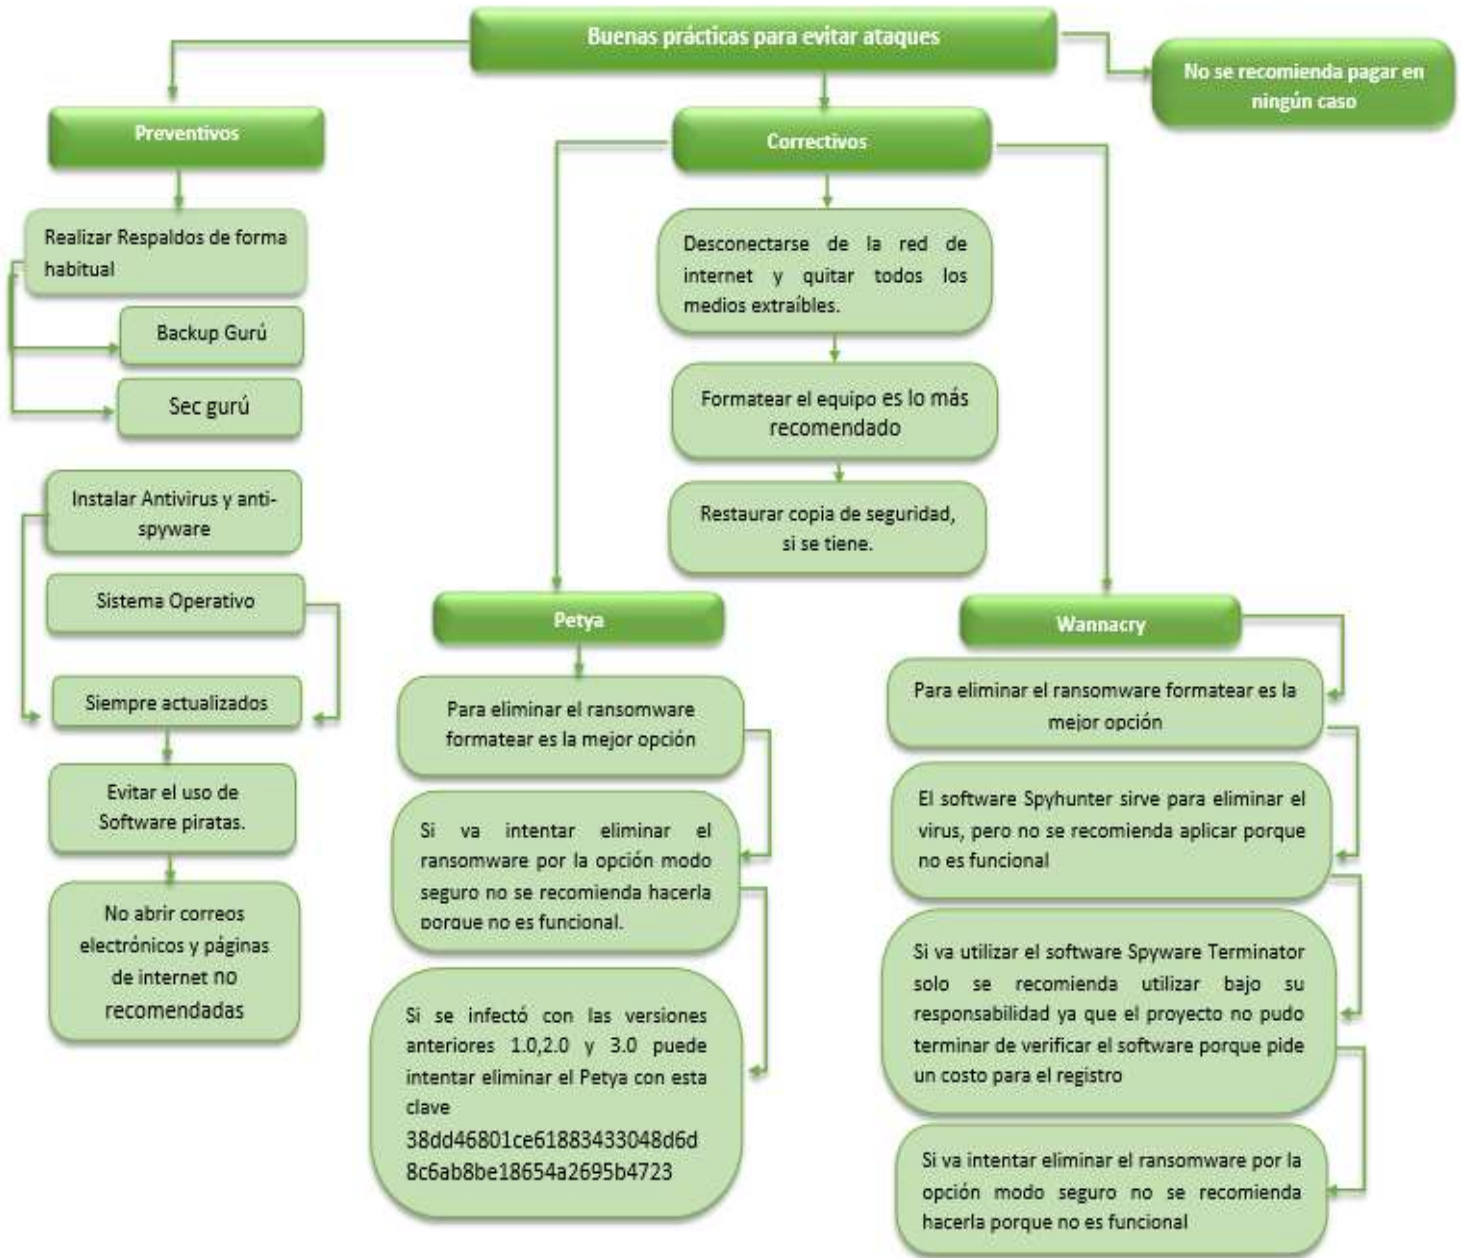 Buenas prácticas para evitar ataques
No se recomienda pagar en
ningún caso
Preventivos
Realizar Respaldos de forma
habitual
Backup Gurú
Sec gurú
Instalar Antivirus y anti-
spyware
Sistema Operativo
Siempre actualizados
Evitar el uso de
Software piratas.
No abrir correos
electrónicos y páginas
de internet no
recomendadas
Correctivos
Desconectarse de la red de
internet y quitar todos los
medios extraíbles.
Formatear el equipo es lo más
recomendado
Restaurar copia de seguridad,
si se tiene.
Petya
Para eliminar el ransomware
formatear es la mejor opción
Si va intentar eliminar el
ransomware por la opción modo
seguro no se recomienda hacerla
porque no es funcional.
Si se infectó con las versiones
anteriores 1.0,2.0 y 3.0 puede
intentar eliminar el Petya con esta
clave
38dd46801ce61883433048d6d
8c6ab8be18654a2695b4723
Wannacry
Para eliminar el ransomware formatear es la
mejor opción
El software Spyhunter sirve para eliminar el
virus, pero no se recomienda aplicar porque
no es funcional
Si va utilizar el software Spyware Terminator
solo se recomienda utilizar bajo su
responsabilidad ya que el proyecto no pudo
terminar de verificar el software porque pide
un costo para el registro
Si va intentar eliminar el ransomware por la
opción modo seguro no se recomienda
hacerla porque no es funcional